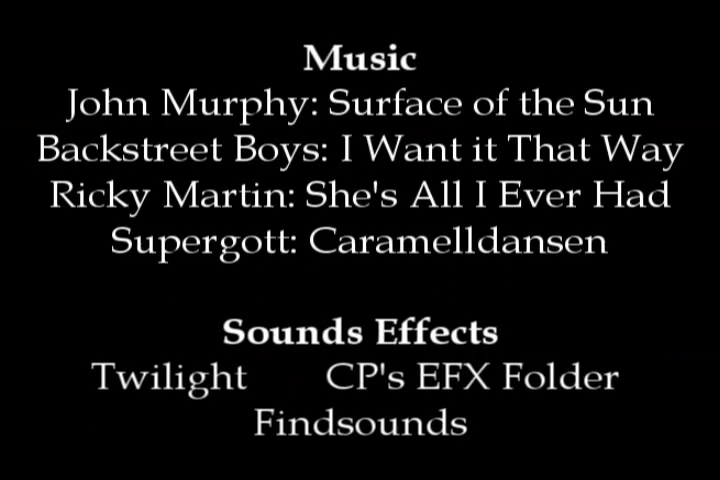 Music
John Murphy: Surface of the Sun
Backstreet Boys: I Want it That Way
Ricky Martin: She's All I Ever Had
Supergott: Caramelldansen
Sounds Effects
Twilight CP's EFX Folder
Findsounds